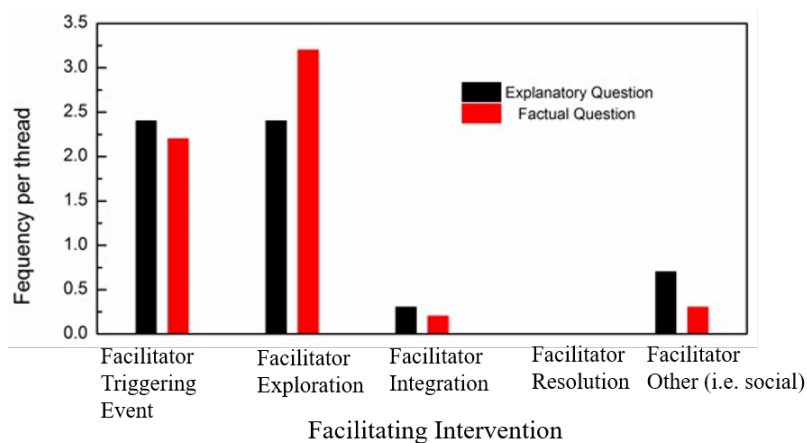 3.5
3.0
2.5
2.0
1.5
1.0
0.5
0.0
Fequency per thread
Explanatory Question
Factual Question
Facilitator
Triggering
Event
Facilitator
Exploration
Facilitator
Integration
Facilitator
Resolution
Facilitator
Other (i.e. social)
Facilitating Intervention